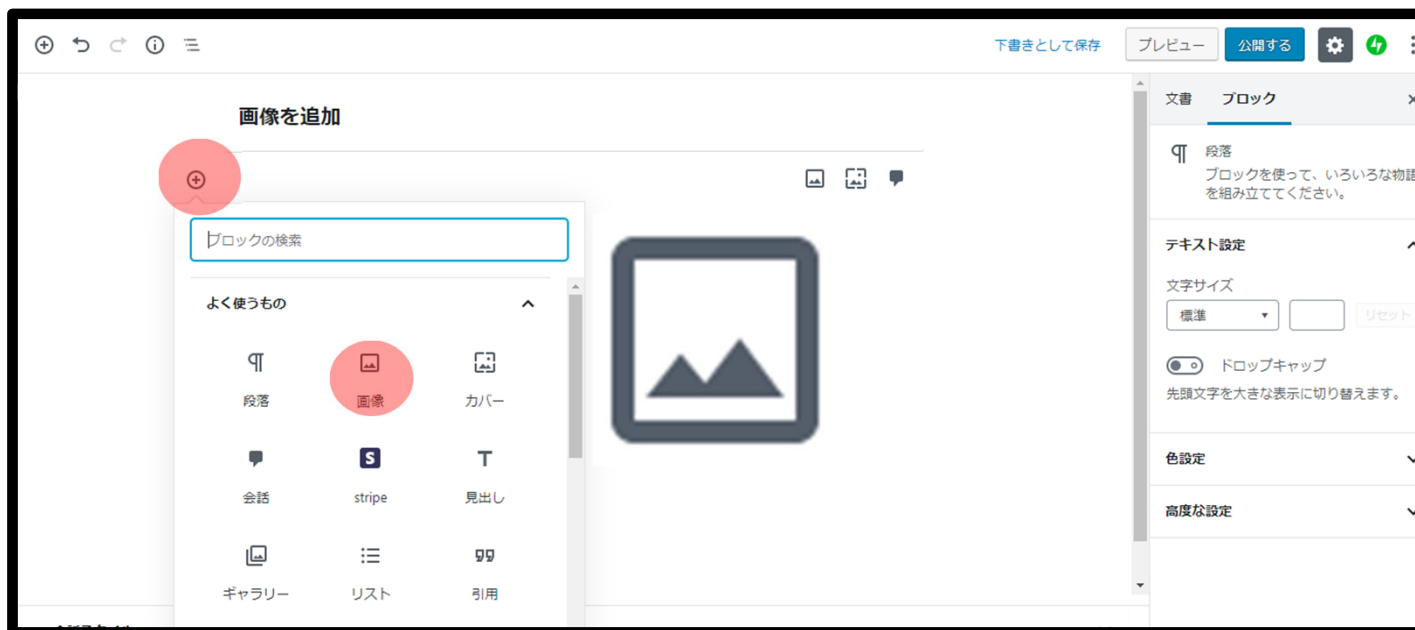 下書きとして保存 プレビュー 公開する
画像を追加
文書 ブロック
段落
ブロックを使って、いろいろな物語
を組み立ててください。
ブロックの検索
よく使うもの
段落 画像 カバー
会話 stripe 見出し
ギャラリー リスト 引用
テキスト設定
文字サイズ
標準 リセット
ドロップキャップ
先頭文字を大きな表示に切り替えます。
色設定
高度な設定